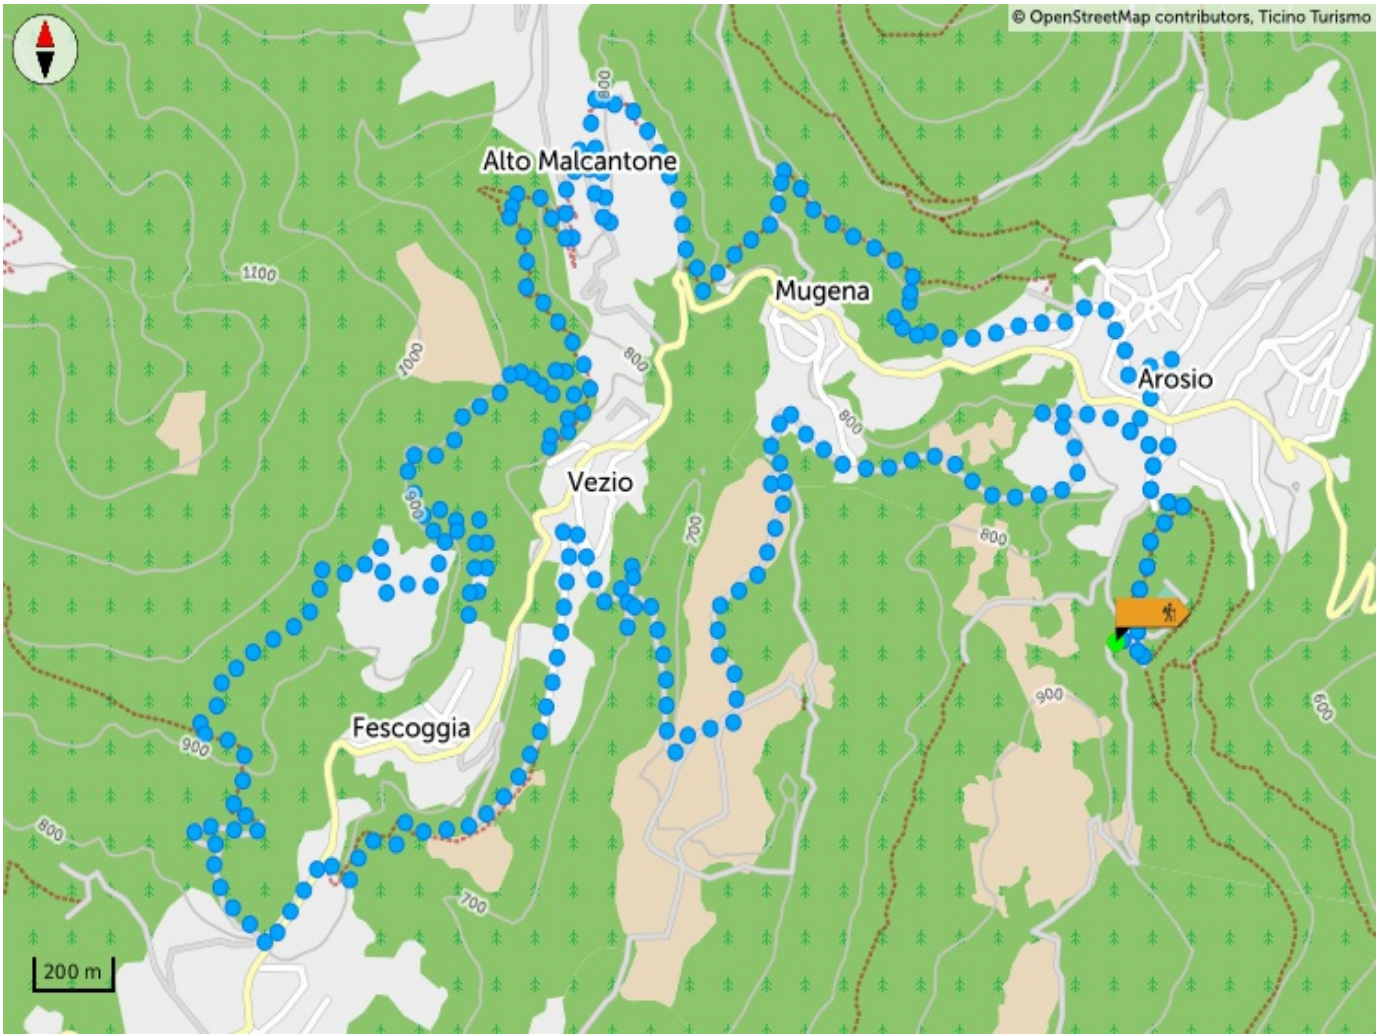 © OpenStreetMap contributors, Ticino Turismo
800
Alto Malcantone
1100
Mugena
1000
800
Arosio
800
Vezio
900
700
800
900
600
Fescoggia
900
800
700
200 m